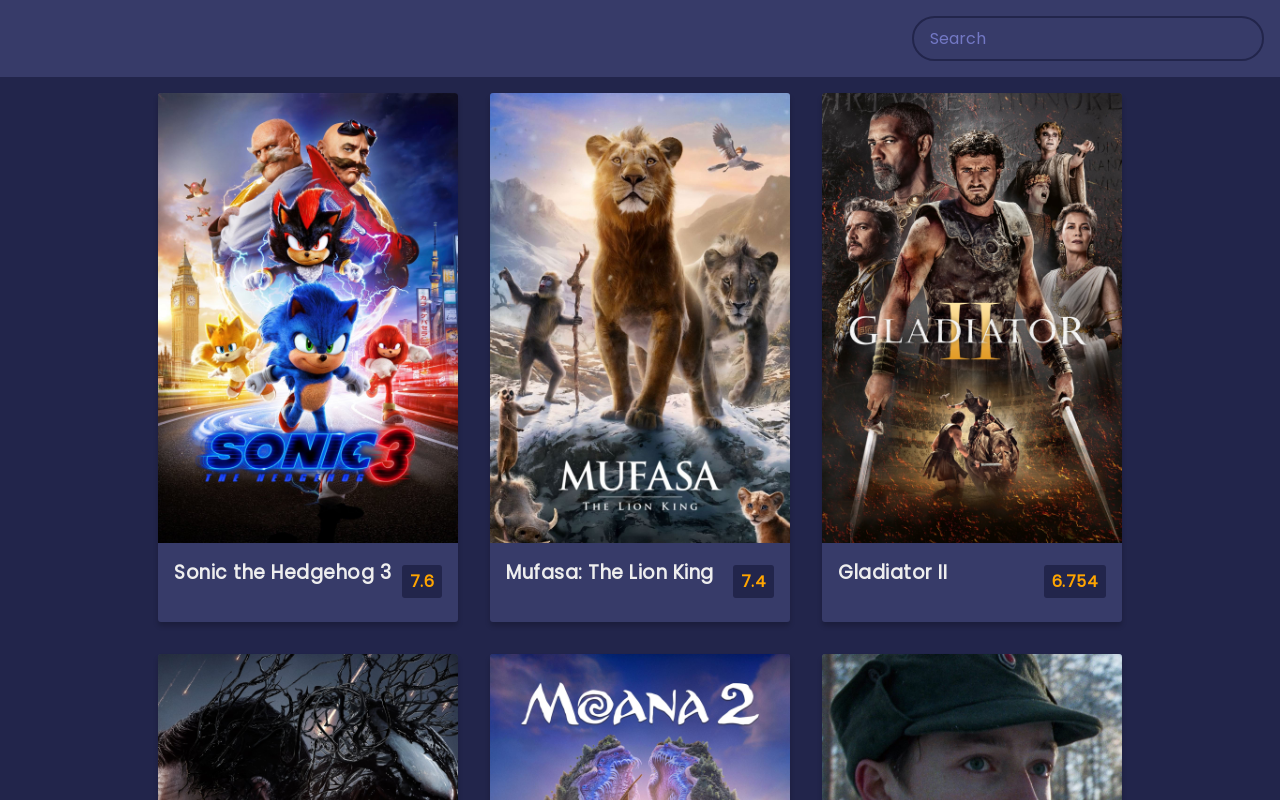 Search
SONIC 3
THE HEDGEHOG
MUFASA
THE LION KING
II
GLADIATOR
Sonic the Hedgehog 3
7.6
Mufasa: The Lion King
7.4
Gladiator II
6.754
MOANA 2